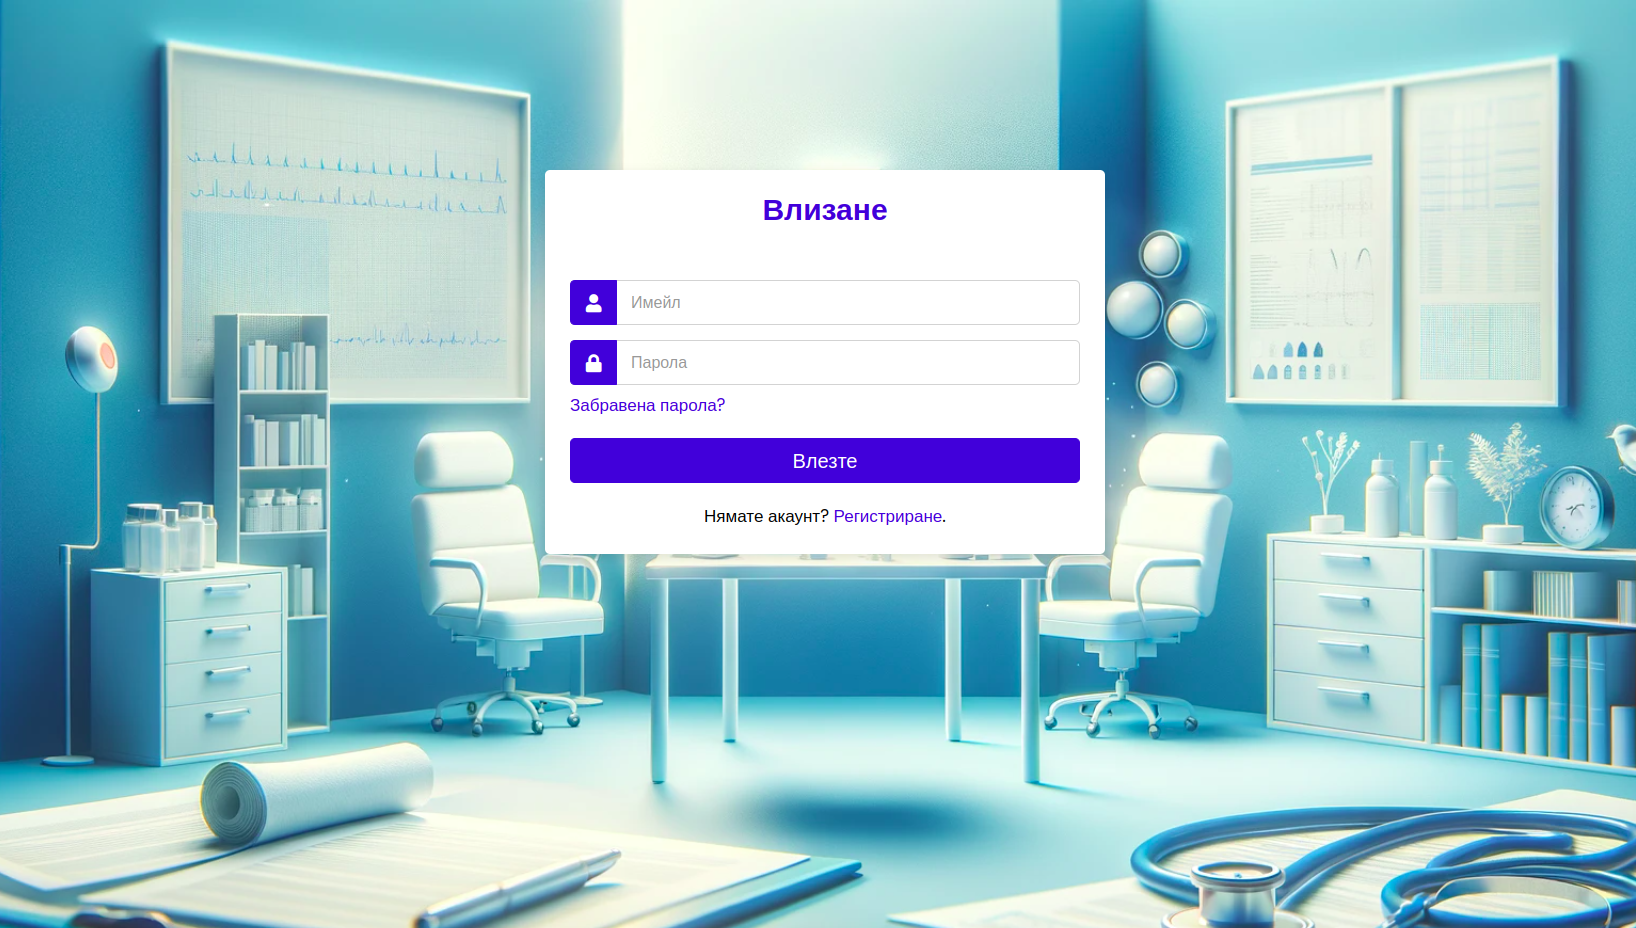 Влизане
Имейл
Парола
Забравена парола?
Влезте
Нямате акаунт? Регистриране.